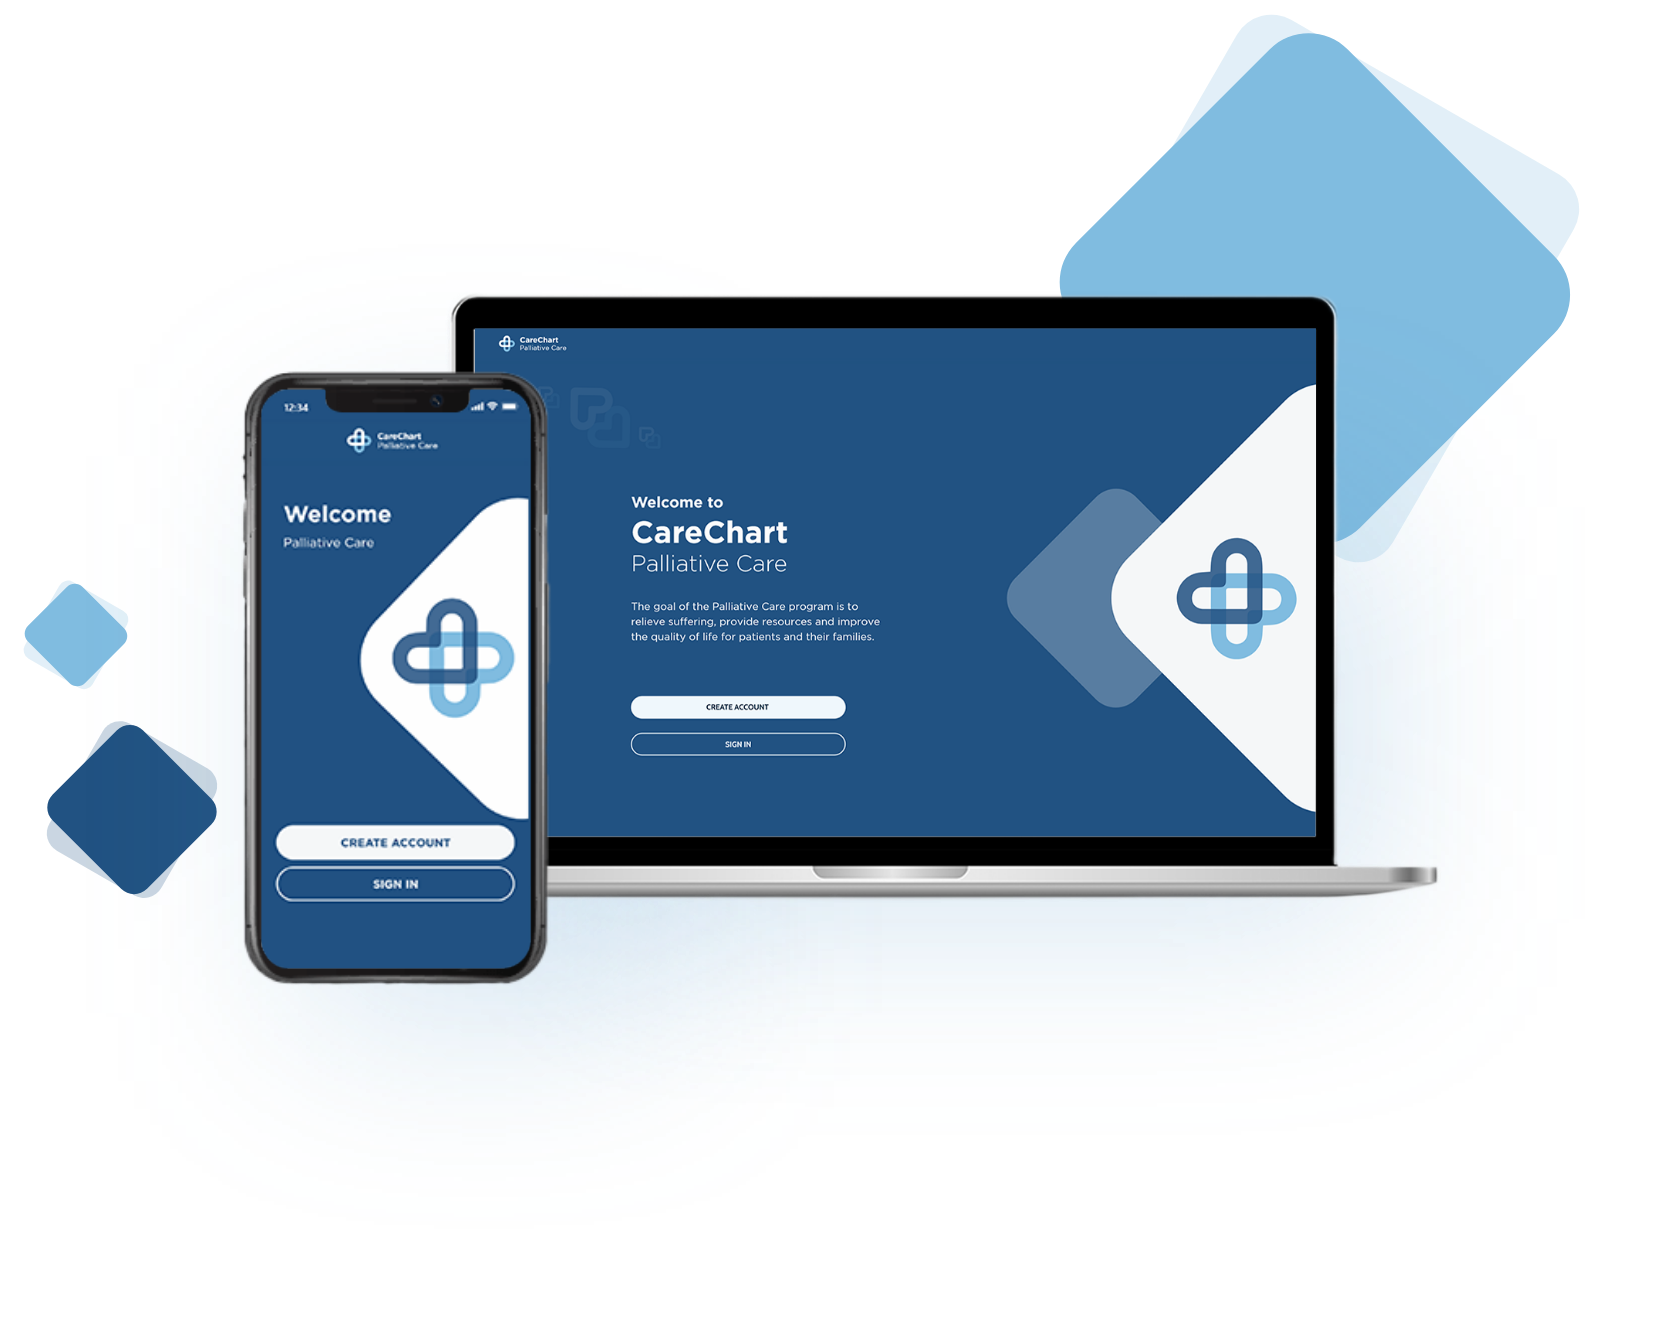 CareChart
Palliative Care
12:34
CareChart
Palliative Care
Welcome
Palliative Care
CREATE ACCOUNT
SIGN IN
Welcome to
CareChart
Palliative Care
The goal of the Palliative Care program is to
relieve suffering, provide resources and improve
the quality of life for patients and their families.
CREATE ACCOUNT
SIGN IN